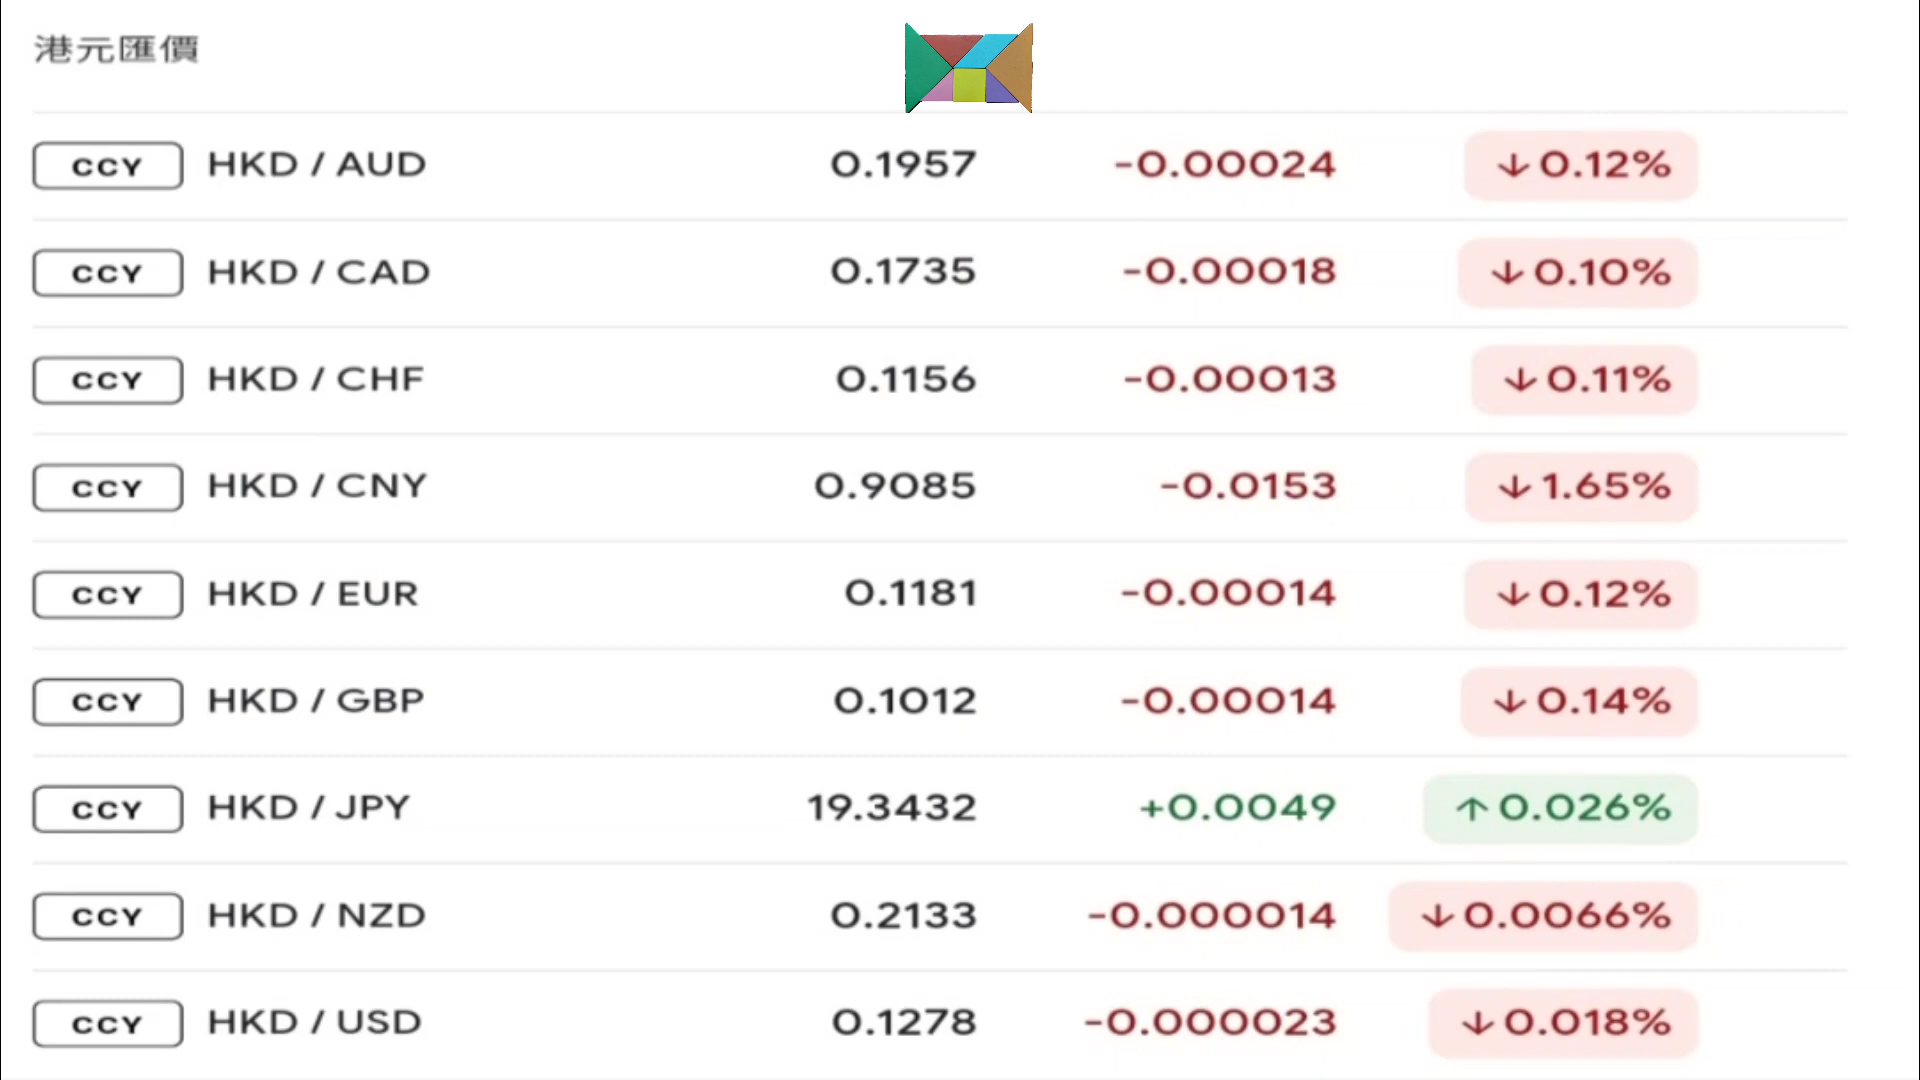 港元匯價
CCY HKD / AUD 0.1957 -0.00024 ↓0.12%
CCY HKD / CAD 0.1735 -0.00018 ↓0.10%
CCY HKD / CHF 0.1156 -0.00013 ↓0.11%
CCY HKD / CNY 0.9085 -0.0153 ↓1.65%
CCY HKD / EUR 0.1181 -0.00014 ↓0.12%
CCY HKD / GBP 0.1012 -0.00014 ↓0.14%
CCY HKD / JPY 19.3432 +0.0049 ↑0.026%
CCY HKD / NZD 0.2133 -0.000014 ↓0.0066%
CCY HKD / USD 0.1278 -0.000023 ↓0.018%